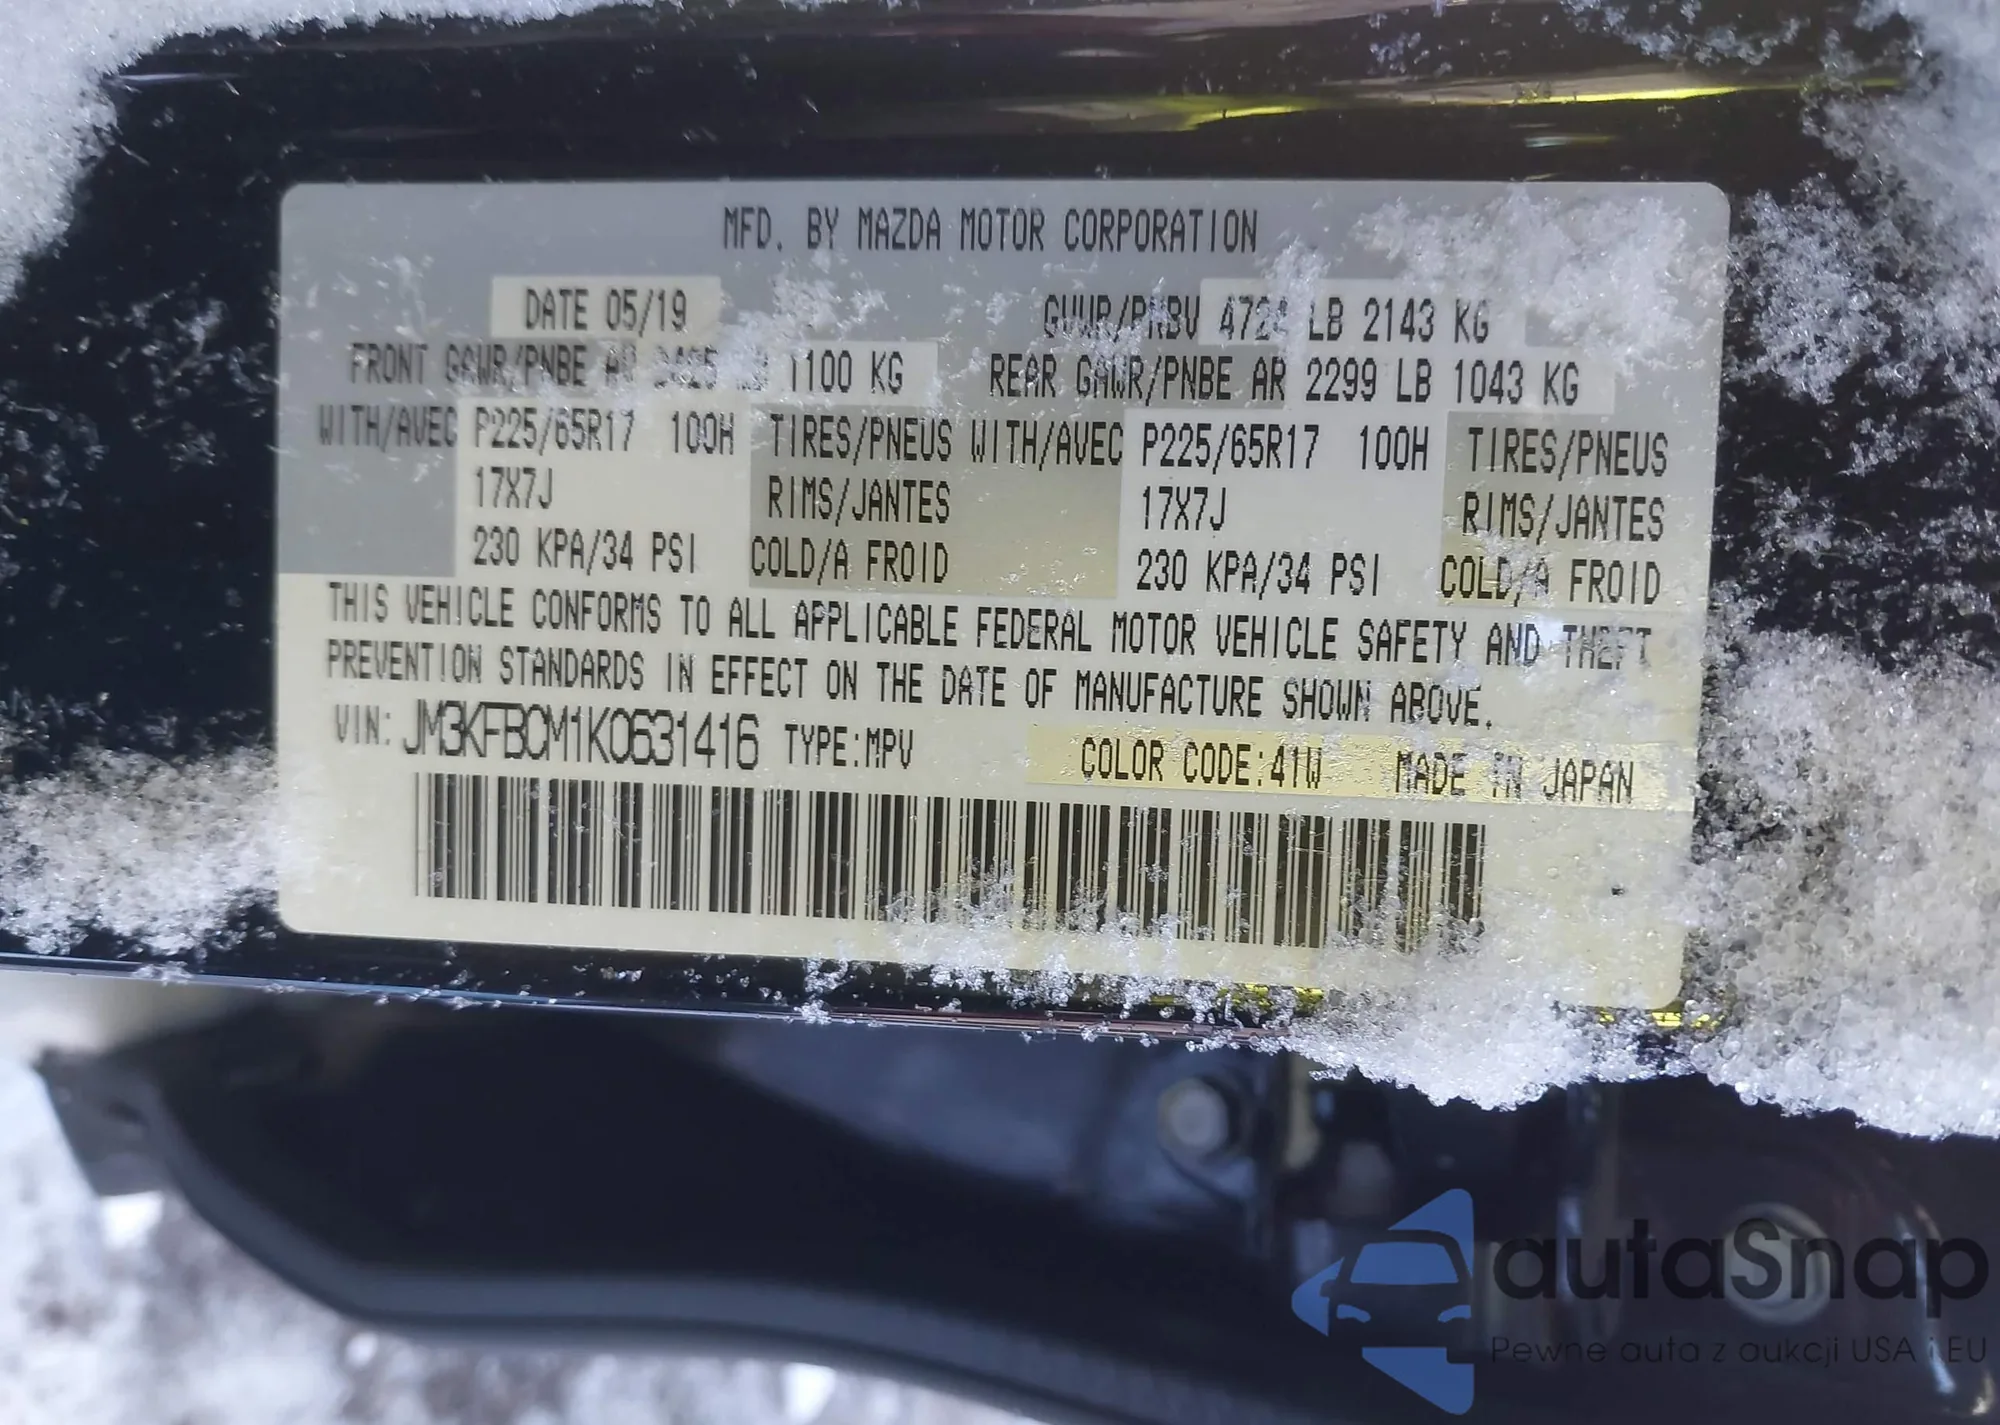 MFD. BY MAZDA MOTOR CORPORATION
DATE 05/19 GVWR/PNBV LB 2143 KG
FRONT GAWR/PNBE 1100 KG REAR GAWR/PNBE AR 2299 LB 1043 KG
WITH/AVEC P225/65R17 100H TIRES/PNEUS WITH/AVEC P225/65R17 100H TIRES/PNEUS
17X7J RIMS/JANTES 17X7J RIMS/JANTES
230 KPA/34 PSI COLD/A FROID 230 KPA/34 PSI COLD/A FROID
THIS VEHICLE CONFORMS TO ALL APPLICABLE FEDERAL MOTOR VEHICLE SAFETY AND THEFT
PREVENTION STANDARDS IN EFFECT ON THE DATE OF MANUFACTURE SHOWN ABOVE.
VIN: JM3KFBCM1K0631416 TYPE:MPV COLOR CODE:41W MADE IN JAPAN
autaSnap
Pewne auta z aukcji USA i EU